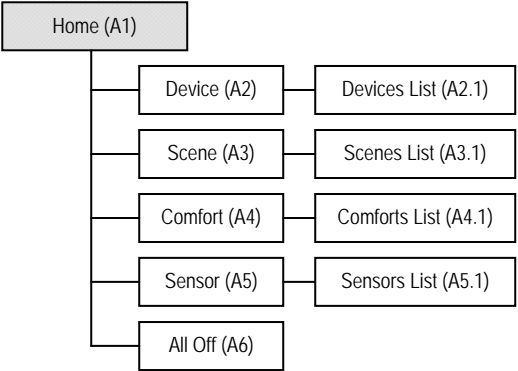 Home (A1)
Device (A2)
Devices List (A2.1)
Scene (A3)
Scenes List (A3.1)
Comfort (A4)
Comforts List (A4.1)
Sensor (A5)
Sensors List (A5.1)
All Off (A6)